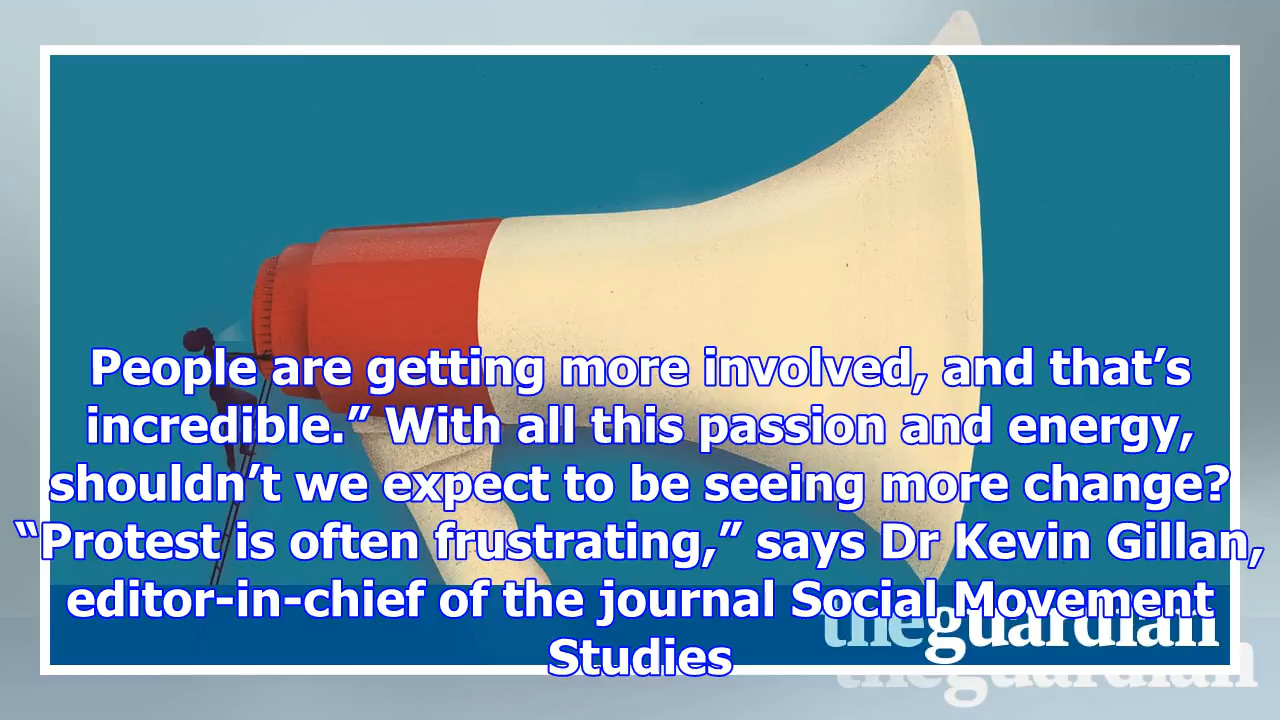 People are getting more involved, and that’s
incredible.” With all this passion and energy,
shouldn’t we expect to be seeing more change?
“Protest is often frustrating,” says Dr Kevin Gillan,
editor-in-chief of the journal Social Movement
Studies
theguardian
theguardian